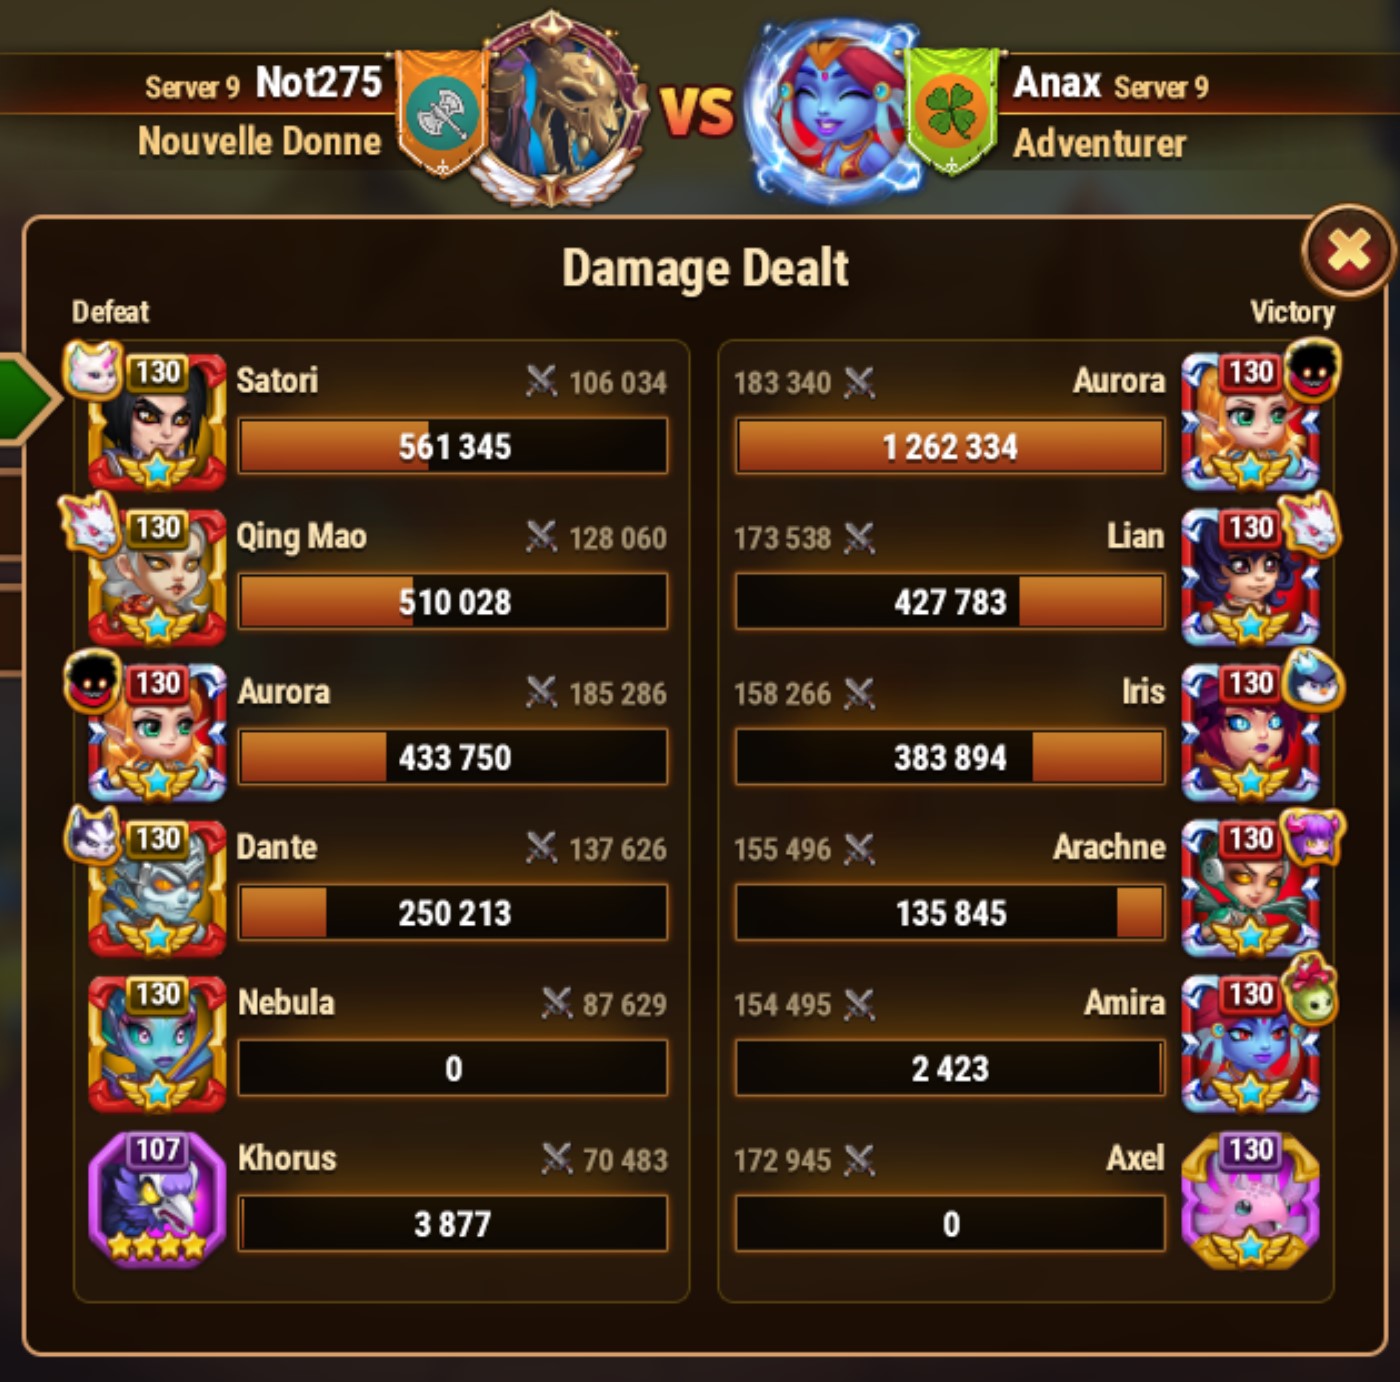 Server 9 Not275
Nouvelle Donne
VS
Anax Server 9
Adventurer
Damage Dealt
Defeat
Victory
130
Satori
106 034
561 345
130
Qing Mao
128 060
510 028
130
Aurora
185 286
433 750
130
Dante
137 626
250 213
130
Nebula
87 629
0
107
Khorus
70 483
3 877
183 340
Aurora
130
1 262 334
173 538
Lian
130
427 783
158 266
Iris
130
383 894
155 496
Arachne
130
135 845
154 495
Amira
130
2 423
172 945
Axel
130
0